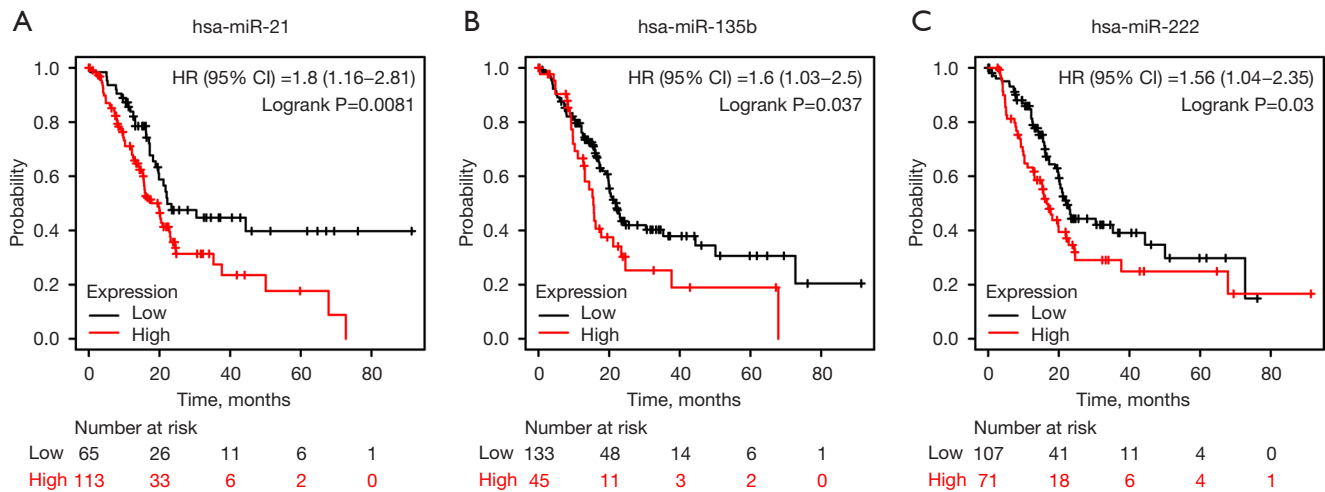 A
hsa-miR-21
HR (95% CI) =1.8 (1.16–2.81)
Logrank P=0.0081
Probability
1.0
0.8
0.6
0.4
0.2
0.0
Expression
Low
High
0 20 40 60 80
Time, months
Number at risk
Low 65 26 11 6 1
High 113 33 6 2 0
B
hsa-miR-135b
HR (95% CI) =1.6 (1.03–2.5)
Logrank P=0.037
Probability
1.0
0.8
0.6
0.4
0.2
0.0
Expression
Low
High
0 20 40 60 80
Time, months
Number at risk
Low 133 48 14 6 1
High 45 11 3 2 0
C
hsa-miR-222
HR (95% CI) =1.56 (1.04–2.35)
Logrank P=0.03
Probability
1.0
0.8
0.6
0.4
0.2
0.0
Expression
Low
High
0 20 40 60 80
Time, months
Number at risk
Low 107 41 11 4 0
High 71 18 6 4 1